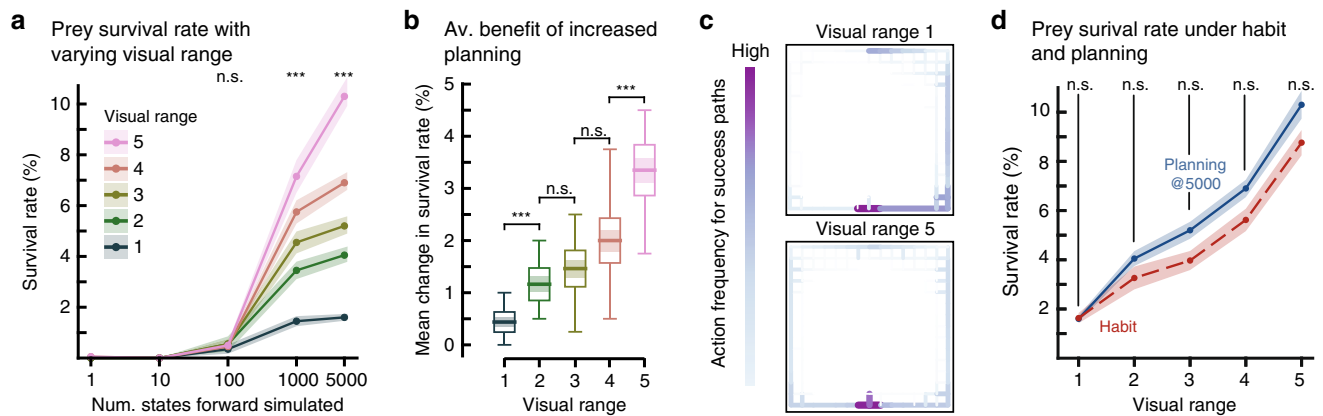 a
Prey survival rate with
varying visual range
n.s.
***
***
Survival rate (%)
10
8
6
4
2
Visual range
5
4
3
2
1
1
10
100
1000
5000
Num. states forward simulated
b
Av. benefit of increased
planning
Mean change in survival rate (%)
5
4
3
2
1
0
***
n.s.
n.s.
***
1
2
3
4
5
Visual range
c
High
Action frequency for success paths
Visual range 1
Visual range 5
d
Prey surival rate under habit
and planning
n.s.
n.s.
n.s.
n.s.
n.s.
Survival rate (%)
10
8
6
4
2
Planning
@5000
Habit
1
2
3
4
5
Visual range